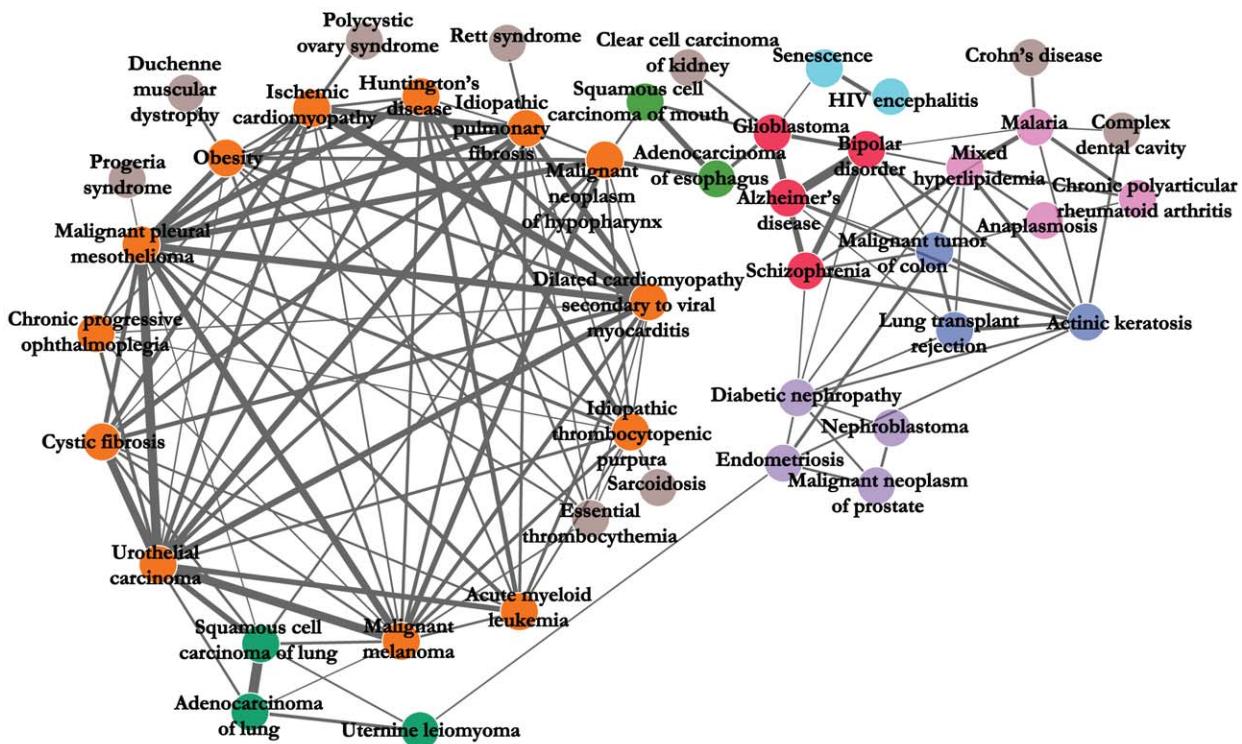 Polycystic
ovary syndrome
Rett syndrome
Clear cell carcinoma
of kidney
Senescence
Crohn's disease
Duchenne
muscular
dystrophy
Ischemic
cardiomyopathy
Huntington's
disease
Idiopathic
pulmonary
fibrosis
Squamous cell
carcinoma of mouth
HIV encephalitis
Glioblastoma
Bipolar
disorder
Malaria
Complex
dental cavity
Progeria
syndrome
Obesity
Malignant
neoplasm
of hypopharynx
Adenocarcinoma
of esophagus
Mixed
hyperlipidemia
Alzheimer's
disease
Chronic polyarticular
rheumatoid arthritis
Anaplasmosis
Malignant pleural
mesothelioma
Malignant tumor
of colon
Schizophrenia
Dilated cardiomyopathy
secondary to viral
myocarditis
Chronic progressive
ophthalmoplegia
Lung transplant
rejection
Actinic keratosis
Diabetic nephropathy
Idiopathic
thrombocytopenic
purpura
Nephroblastoma
Cystic fibrosis
Endometriosis
Sarcoidosis
Malignant neoplasm
of prostate
Essential
thrombocythemia
Urothelial
carcinoma
Acute myeloid
leukemia
Squamous cell
carcinoma of lung
Malignant
melanoma
Adenocarcinoma
of lung
Uternine leiomyoma